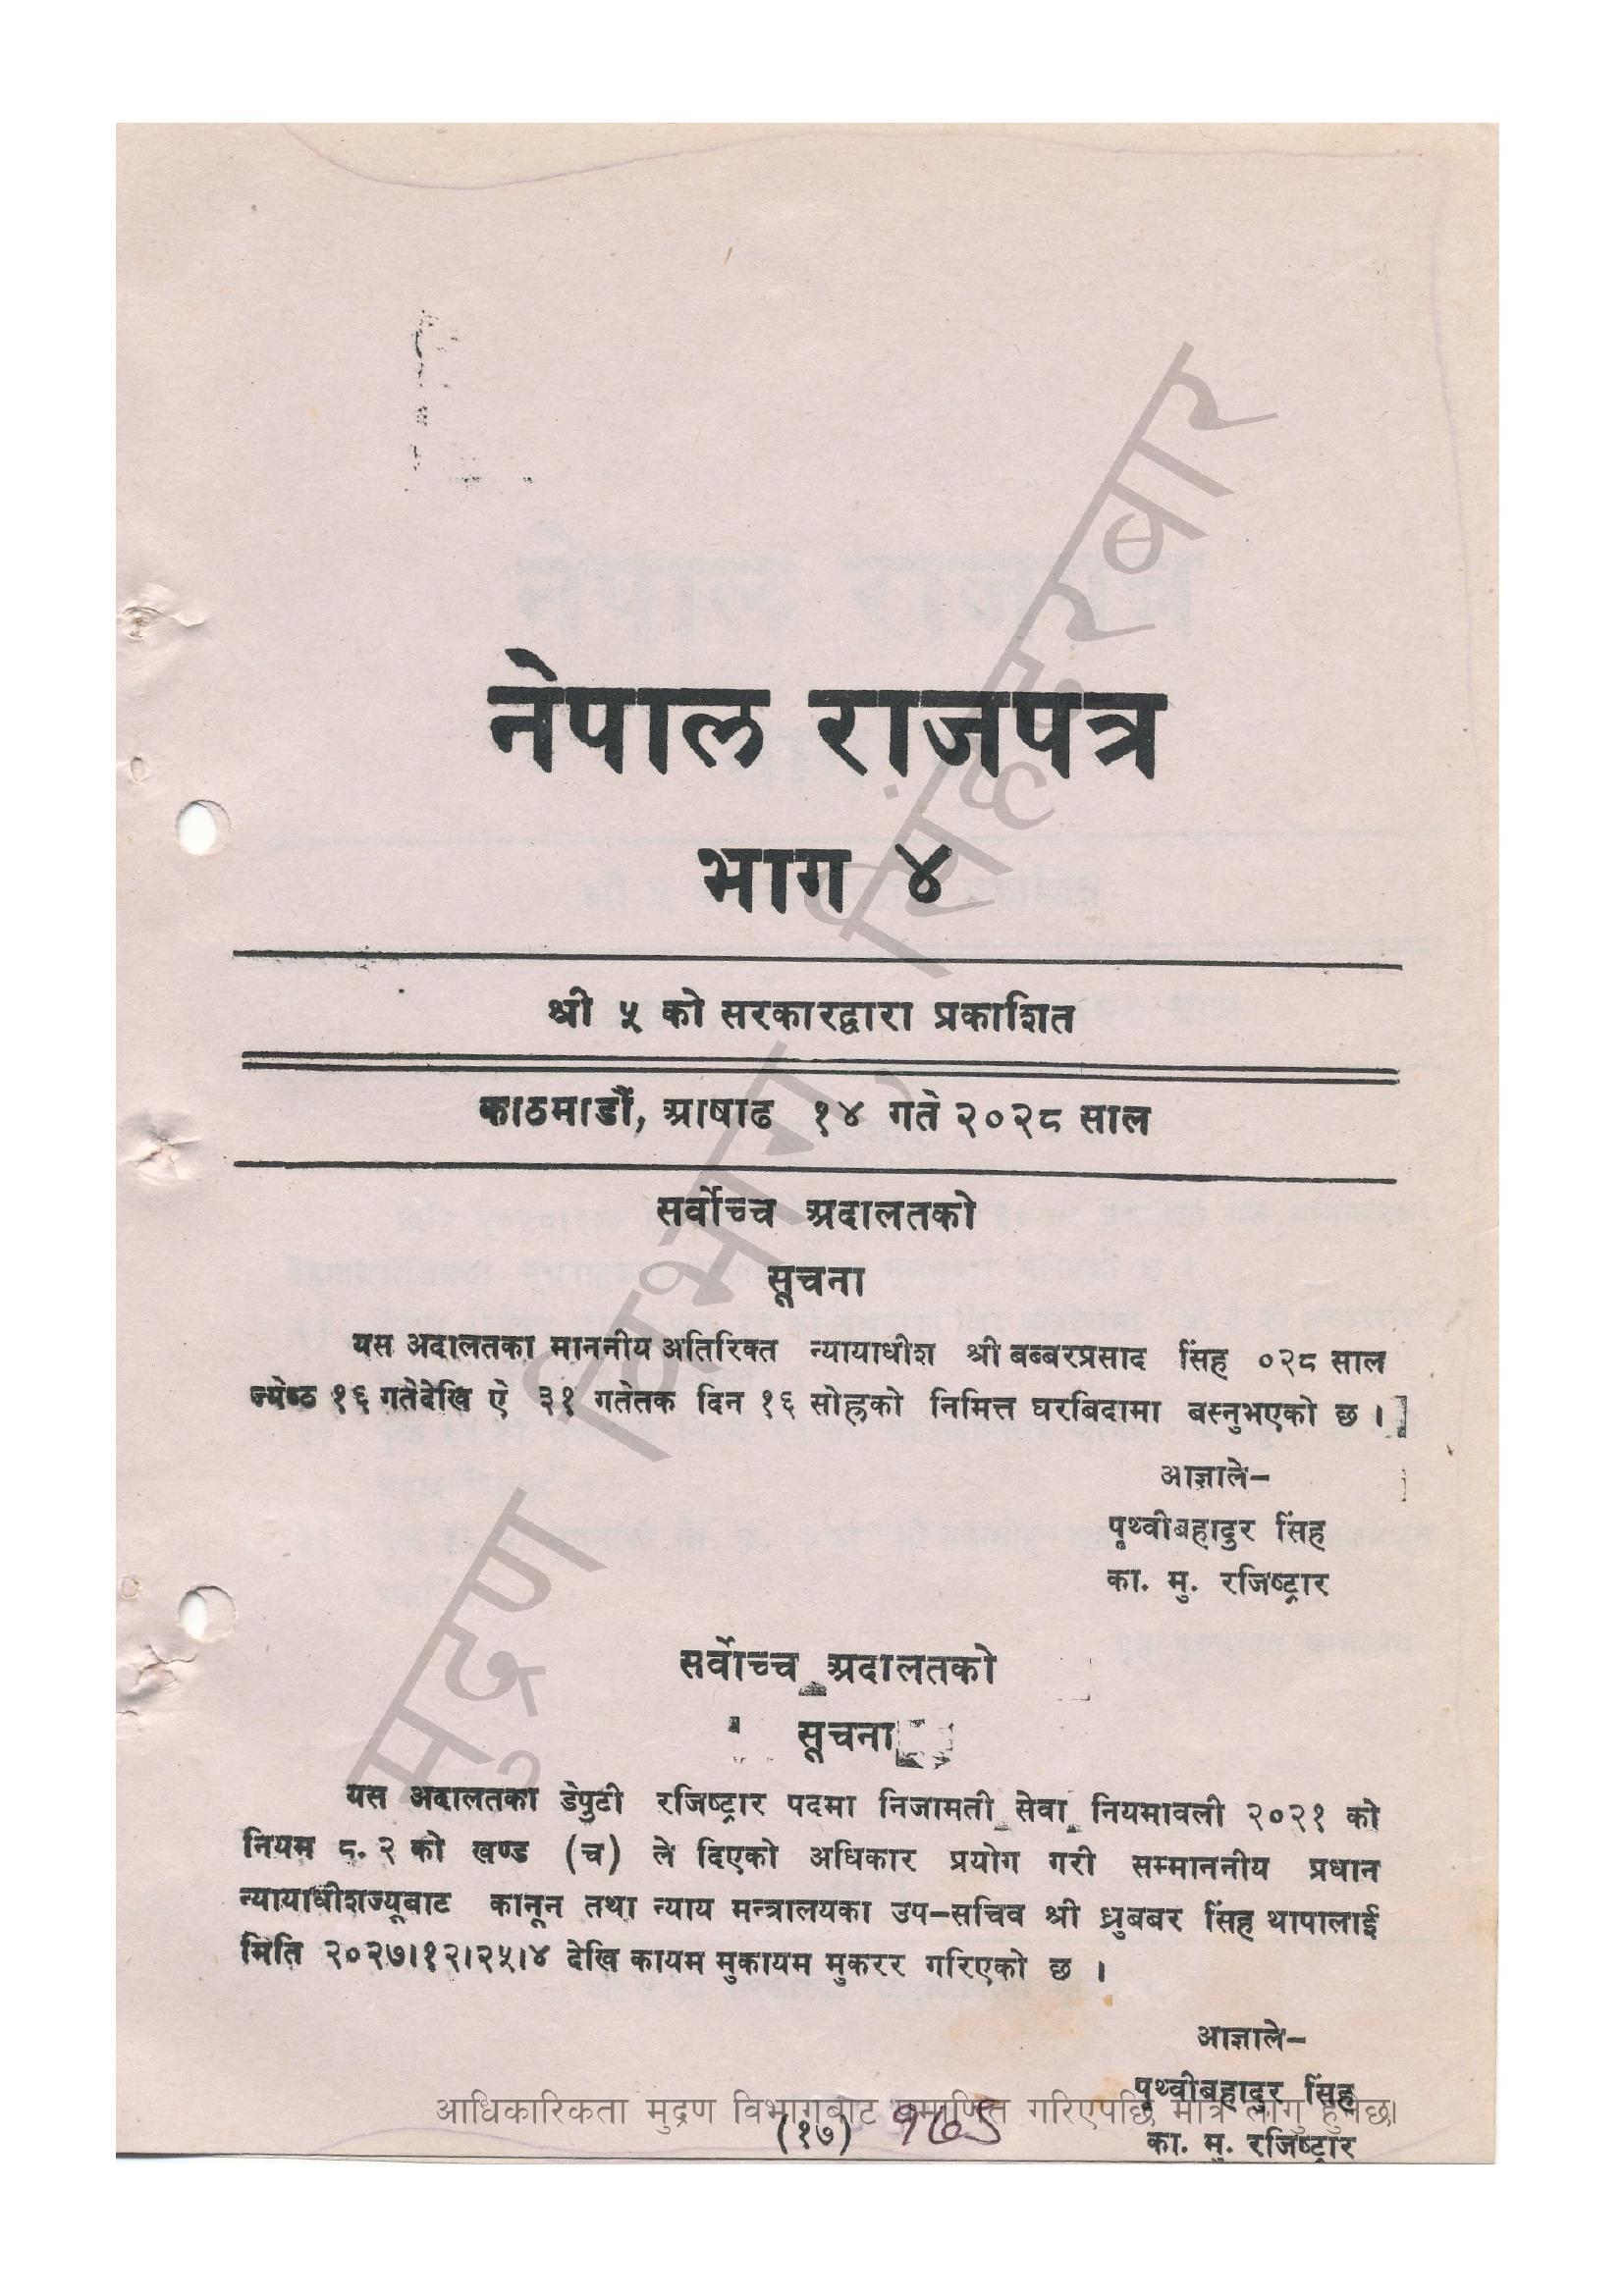 नेपाल राजपत्र
भाग ४
श्री ५ को सरकारद्वारा प्रकाशित
काठमाडौं, आषाढ १४ गते २०२८ साल
सर्वोच्च अदालतको
सूचना
यस अदालतका माननीय अतिरिक्त न्यायाधीश श्री बब्बरप्रसाद सिंह ०२८ साल
ज्येष्ठ १६ गतेदेखि ऐ ३१ गतेतक दिन १६ सोह्रको निमित्त घरबिदामा बस्नुभएको छ ।
आज्ञाले–
पृथ्वीबहादुर सिंह
का. मु. रजिष्ट्रार
सर्वोच्च अदालतको
सूचना
यस अदालतका डेपुटी रजिष्ट्रार पदमा निजामती सेवा नियमावली २०२१ को
नियम ८.२ को खण्ड (च) ले दिएको अधिकार प्रयोग गरी सम्माननीय प्रधान
न्यायाधीशज्यूबाट कानून तथा न्याय मन्त्रालयका उप–सचिव श्री ध्रुबबर सिंह थापालाई
मिति २०२७।१२।२५।४ देखि कायम मुकायम मुकरर गरिएको छ ।
आज्ञाले–
पृथ्वीबहादुर सिंह
का. मु. रजिष्ट्रार
(१७)
मुद्रण विभाग, सिंहदरबार
आधिकारिकता मुद्रण विभागबाट प्रमाणित गरिएपछि मात्र लागु हुनेछ।